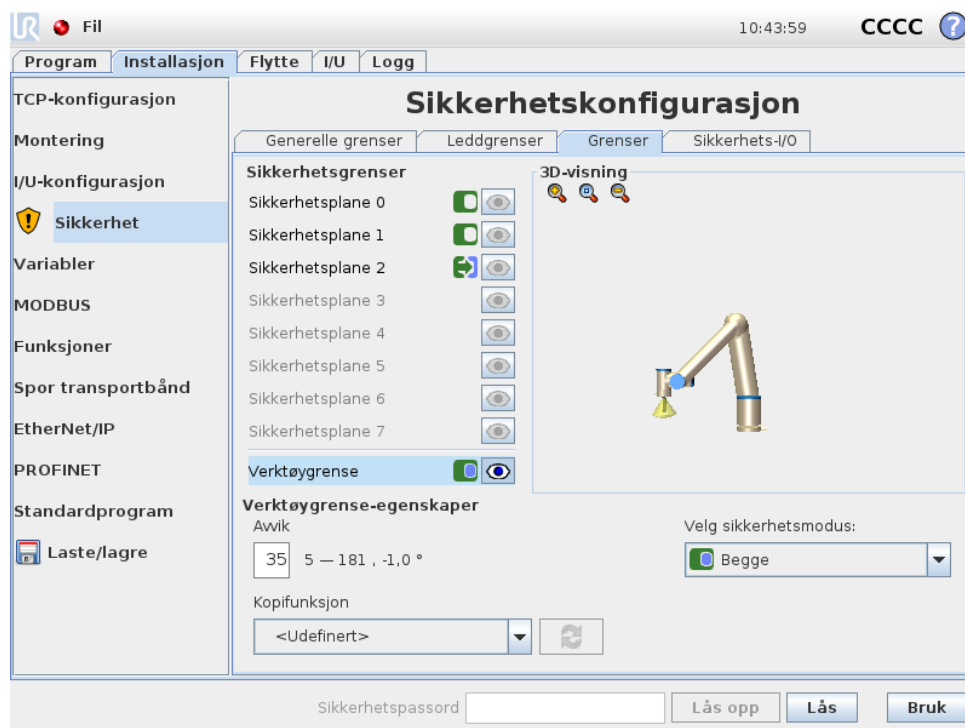 UR Fil 10:43:59 CCCC ?
Program Installasjon Flytte I/U Logg
TCP-konfigurasjon
Montering
I/U-konfigurasjon
Sikkerhet
Variabler
MODBUS
Funksjoner
Spor transportbånd
EtherNet/IP
PROFINET
Standardprogram
Laste/lagre
Sikkerhetskonfigurasjon
Generelle grenser Leddgrenser Grenser Sikkerhets-I/O
Sikkerhetsgrenser
Sikkerhetsplane 0
Sikkerhetsplane 1
Sikkerhetsplane 2
Sikkerhetsplane 3
Sikkerhetsplane 4
Sikkerhetsplane 5
Sikkerhetsplane 6
Sikkerhetsplane 7
Verktøygrense
3D-visning
Verktøygrense-egenskaper
Avvik
35 5 — 181 , -1,0 °
Velg sikkerhetsmodus:
Begge
Kopifunksjon
<Udefinert>
Sikkerhetspassord Lås opp Lås Bruk